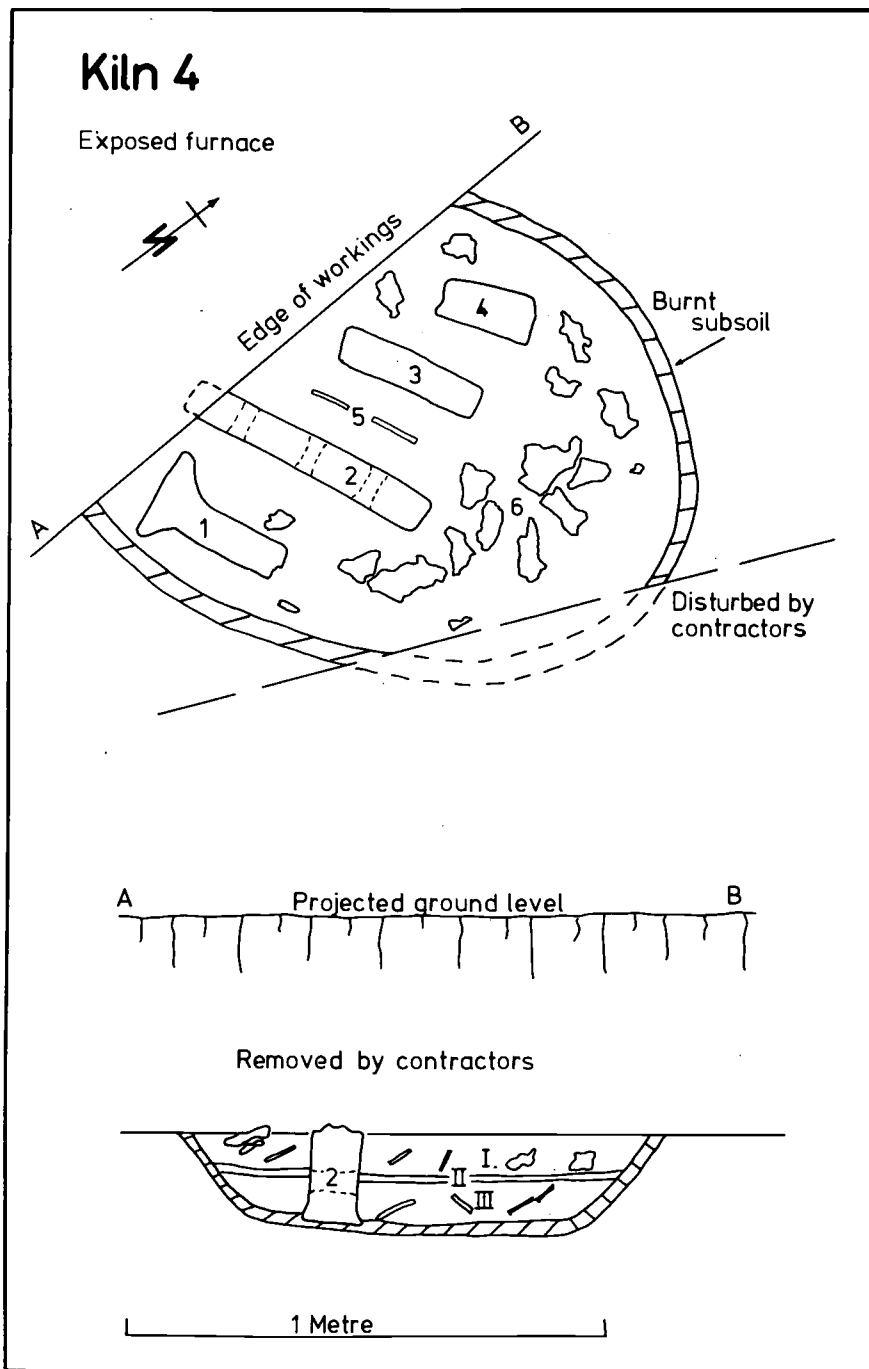 Kiln 4
Exposed furnace
N
B
Edge of workings
Burnt
subsoil
4
3
5
2
1
6
A
Disturbed by
contractors
A
Projected ground level
B
Removed by contractors
I.
2
II
III
1 Metre